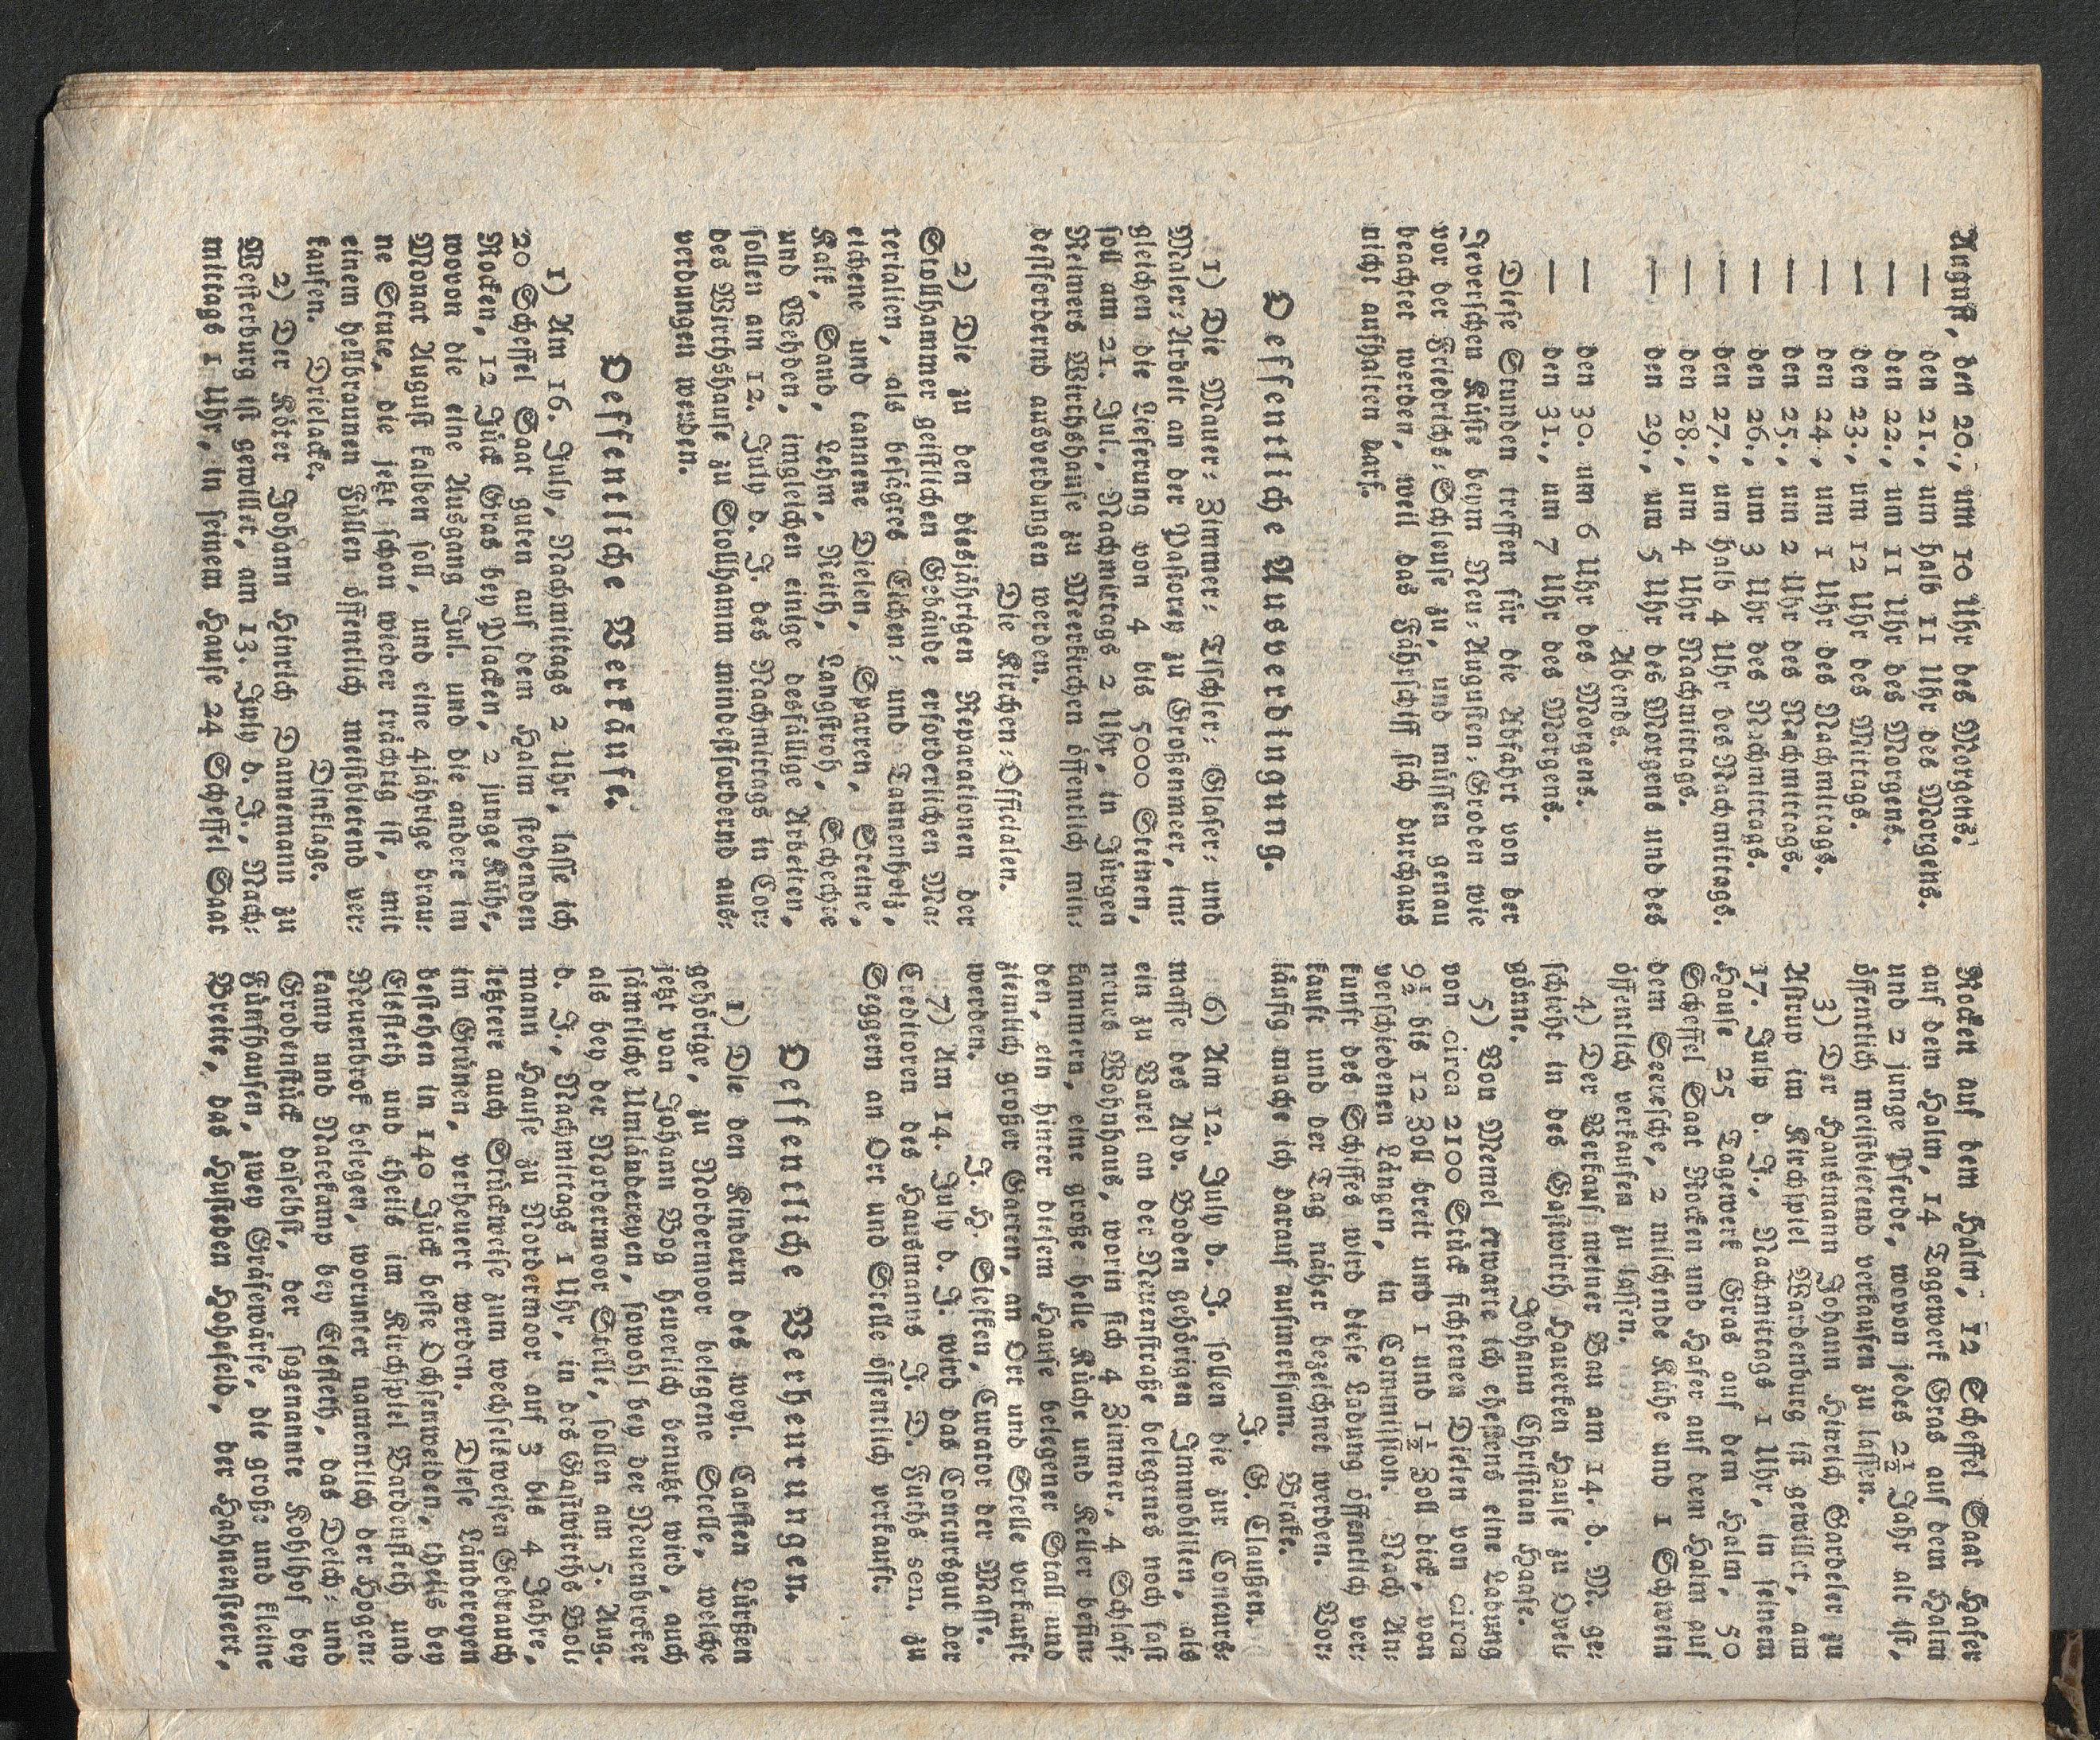 August, den 20., um 10 Uhr des Morgens.
— den 21., um halb 11 Uhr des Morgens.
— den 22., um 11 Uhr des Morgens.
— den 23., um 12 Uhr des Mittags.
— den 24., um 1 Uhr des Nachmittags.
— den 25., um 2 Uhr des Nachmittags.
— den 26., um 3 Uhr des Nachmittags.
— den 27., um halb 4 Uhr des Nachmittags.
— den 28., um 4 Uhr Nachmittags.
— den 29., um 5 Uhr des Morgens und des
Abends.
— den 30. um 6 Uhr des Morgens.
— den 31., um 7 Uhr des Morgens.
Diese Stunden treffen für die Abfahrt von der
Jeverschen Küste beym Neu-Augusten-Groden wie
vor der Friedrichs-Schleuse zu, und müssen genau
beachtet werden, weil das Fährschiff sich durchaus
nicht aufhalten darf.
Oeffentliche Ausverdingung.
1) Die Mauer- Zimmer- Tischler- Glaser- und
Maler-Arbeit an der Pastorey zu Großenmeer, im-
gleichen die Lieferung von 4 bis 5000 Steinen,
soll am 21. Jul., Nachmittags 2 Uhr, in Jürgen
Reimers Wirthshause zu Meerkirchen öffentlich min-
destfordernd ausverdungen werden.
Die Kirchen-Officialen.
2) Die zu den diesjährigen Reparationen der
Stollhammer geistlichen Gebäude erforderlichen Ma-
terialien, als besägtes Eichen- und Tannenholz,
eichene und tannene Dielen, Sparren, Steine,
Kalk, Sand, Lehm, Reith, Langstroh, Schechte
und Wehden, imgleichen einige desfällige Arbeiten,
sollen am 12. July d. J. des Nachmittags in Tor-
des Wirthshause zu Stollhamm mindestfordernd aus-
verdungen werden.
Oeffentliche Verkäufe.
1) Am 16. July, Nachmittags 2 Uhr, lasse ich
20 Scheffel Saat guten auf dem Halm stehenden
Rocken, 12 Jück Gras bey Placken, 2 junge Kühe,
wovon die eine Ausgang Jul. und die andere im
Monat August kalben soll, und eine 4jährige brau-
ne Stute, die jetzt schon wieder trächtig ist, mit
einem hellbraunen Füllen öffentlich meistbietend ver-
kaufen. Drielacke. Dinklage.
2) Der Köter Johann Hinrich Dannemann zu
Westerburg ist gewillet, am 13. July d. J., Nach-
mittags 1 Uhr, in seinem Hause 24 Scheffel Saat
Rocken auf dem Halm, 12 Scheffel Saat Hafer
auf dem Halm, 14 Tagewerk Gras auf dem Halm
und 2 junge Pferde, wovon jedes 2½ Jahr alt ist,
öffentlich meistbietend verkaufen zu lassen.
3) Der Hausmann Johann Hinrich Cordeler zu
Astrup im Kirchspiel Wardenburg ist gewillet, am
17. July d. J., Nachmittags 1 Uhr, in seinem
Hause 25 Tagewerk Gras auf dem Halm, 50
Scheffel Saat Rocken und Hafer auf den Halm auf
dem Seeesche, 2 milchende Kühe und 1 Schwein
öffentlich verkaufen zu lassen.
4) Der Verkauf meiner Bau am 14. d. M. ge-
schieht in des Gastwirth Hauerken Hause zu Ovel-
gönne. Johann Christian Haase.
5) Von Memel erwarte ich ehestens eine Ladung
von circa 2100 Stück fichtenen Dielen von circa
9½ bis 12 Zoll breit und 1 und 1½ Zoll dick, von
verschiedenen Längen, in Commission. Nach An-
kunft des Schiffes wird diese Ladung öffentlich ver-
kauft und der Tag näher bezeichnet werden. Vor-
läufig mache ich darauf aufmerksam. Brake.
J. G. Claußen.
6) Am 12. July d. J. sollen die zur Concurs-
masse des Adv. Boden gehörigen Immobilien, als
ein zu Varel an der Neuenstraße belegenes noch fast
neues Wohnhaus, worin sich 4 Zimmer, 4 Schlaf-
kammern, eine große helle Küche und Keller befin-
den, ein hinter diesem Hause belegener Stall und
ziemlich großer Garten, an Ort und Stelle verkauft
werden. J. H. Sieffen, Curator der Masse.
7) Am 14. July d. J. wird das Concursgut der
Creditoren des Hausmanns J. D. Fuths sen. zu
Seggern an Ort und Stelle öffentlich verkauft.
Oeffentliche Verheurungen.
1) Die den Kindern des weyl. Carsten Lürßen
gehörige, zu Nordermoor belegene Stelle, welche
jetzt von Johann Vog heuerlich benutzt wird, auch
sämtliche Umländereyen, sowohl bey der Neuenbroker
als bey der Nordermoor Stelle, sollen am 5. Aug.
d. J., Nachmittags 1 Uhr, in des Gastwirths Bol-
mann Hause zu Nordermoor auf 3 bis 4 Jahre,
letztere auch Stückweise zum wechselsweisen Gebrauch
im Grünen, verheuert werden. Diese Ländereyen
bestehen in 140 Jück beste Ochsenweiden, theils bey
Elsfleth und theils im Kirchspiel Bardenfleth und
Neuenbrok belegen, worunter namentlich der Hogen-
kamp und Natekamp bey Elsfleth, das Deich- und
Grodenstück daselbst, der sogenannte Kohlhof bey
Fünfhausen, zwey Gräfenwärfe, die große und kleine
Breite, das Husteden Hohefeld, der Hahnenstiert,